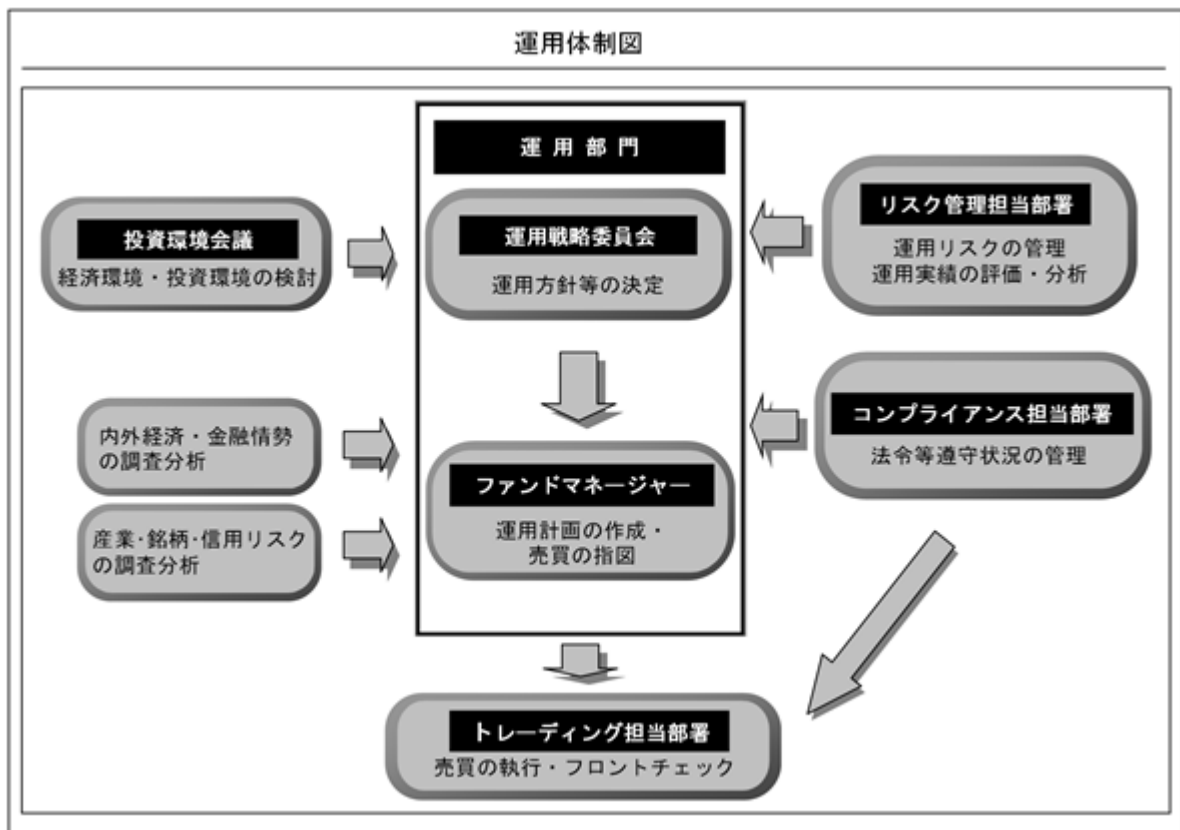 運用体制図
運用部門
投資環境会議
経済環境・投資環境の検討
運用戦略委員会
運用方針等の決定
リスク管理担当部署
運用リスクの管理
運用実績の評価・分析
内外経済・金融情勢
の調査分析
産業・銘柄・信用リスク
の調査分析
ファンドマネージャー
運用計画の作成・
売買の指図
コンプライアンス担当部署
法令等遵守状況の管理
トレーディング担当部署
売買の執行・フロントチェック